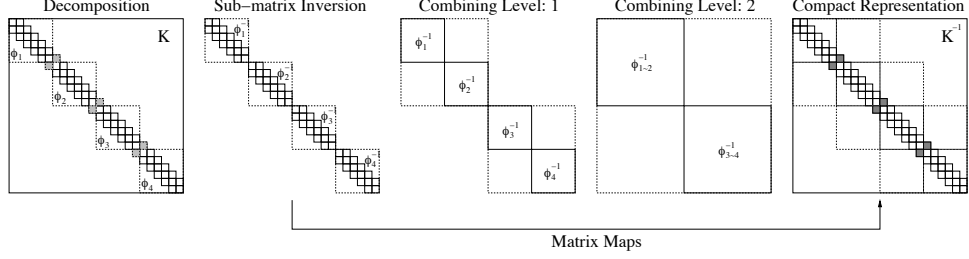 Decomposition
K
ϕ1
ϕ2
ϕ3
ϕ4
Sub−matrix Inversion
ϕ1⁻¹
ϕ2⁻¹
ϕ3⁻¹
ϕ4⁻¹
Combining Level: 1
ϕ1⁻¹
ϕ2⁻¹
ϕ3⁻¹
ϕ4⁻¹
Combining Level: 2
ϕ1~2⁻¹
ϕ3~4⁻¹
Compact Representation
K⁻¹
Matrix Maps